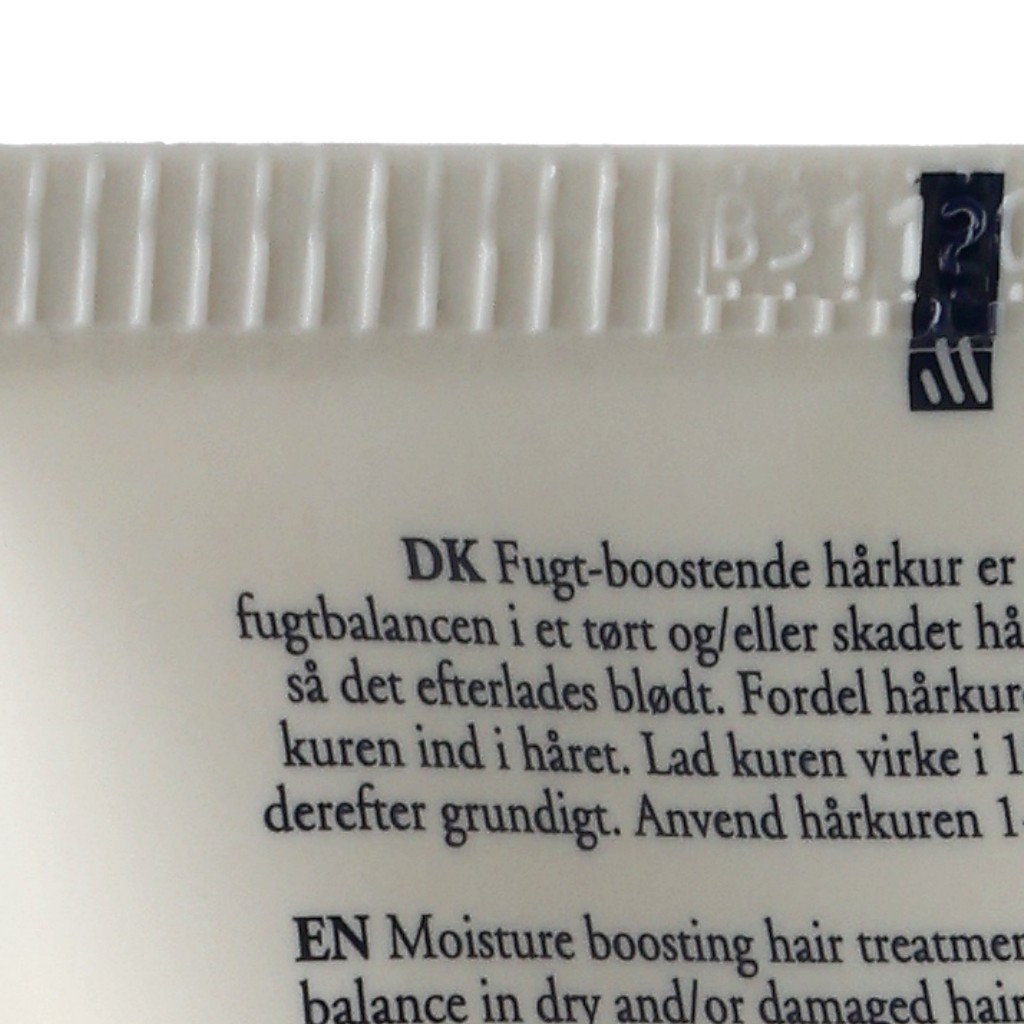 B3112
DK Fugt-boostende hårkur er
fugtbalancen i et tørt og/eller skadet hå
så det efterlades blødt. Fordel hårkur
kuren ind i håret. Lad kuren virke i 1
derefter grundigt. Anvend hårkuren 1
EN Moisture boosting hair treatmen
balance in dry and/or damaged hair